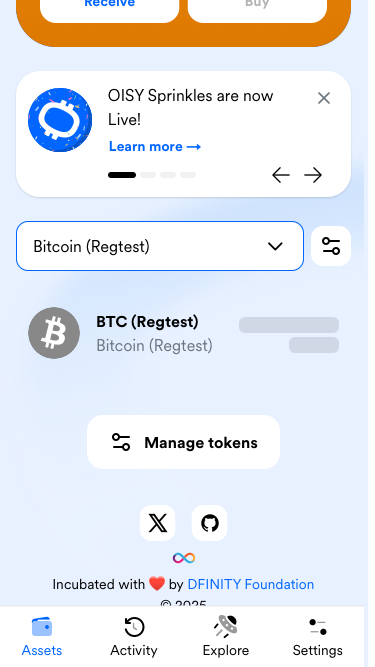 Receive
Buy
OISY Sprinkles are now
Live!
Learn more →
Bitcoin (Regtest)
BTC (Regtest)
Bitcoin (Regtest)
Manage tokens
Incubated with ❤️ by DFINITY Foundation
© 2025
Assets
Activity
Explore
Settings